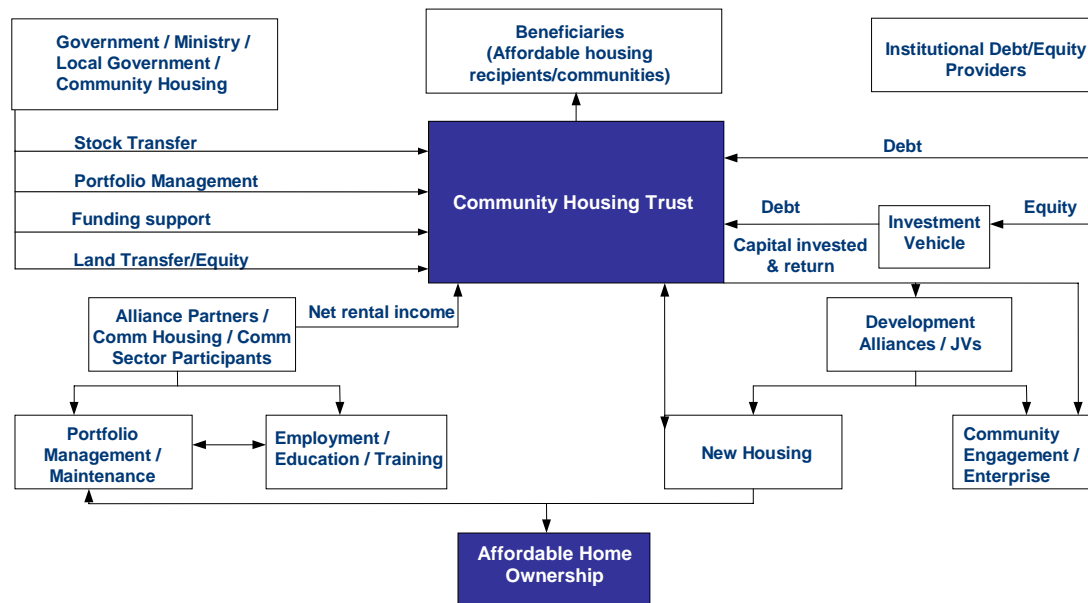 Government / Ministry /
Local Government /
Community Housing
Beneficiaries
(Affordable housing
recipients/communities)
Institutional Debt/Equity
Providers
Stock Transfer
Portfolio Management
Funding support
Land Transfer/Equity
Community Housing Trust
Debt
Debt
Equity
Investment
Vehicle
Capital invested
& return
Net rental income
Alliance Partners /
Comm Housing / Comm
Sector Participants
Development
Alliances / JVs
Portfolio
Management /
Maintenance
Employment /
Education / Training
New Housing
Community
Engagement /
Enterprise
Affordable Home
Ownership